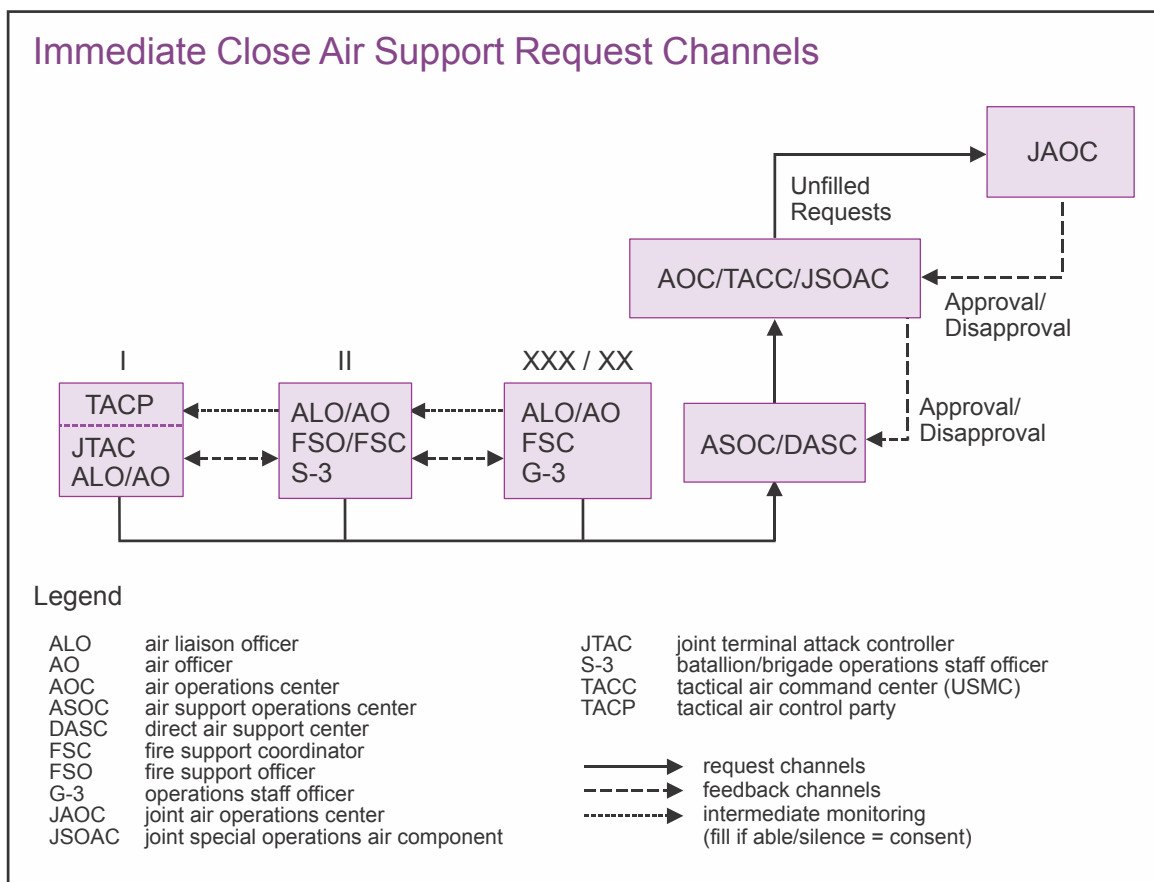 Immediate Close Air Support Request Channels
JAOC
Unfilled
Requests
AOC/TACC/JSOAC
Approval/
Disapproval
I
II
XXX / XX
TACP
JTAC
ALO/AO
ALO/AO
FSO/FSC
S-3
ALO/AO
FSC
G-3
ASOC/DASC
Approval/
Disapproval
Legend
ALO air liaison officer
AO air officer
AOC air operations center
ASOC air support operations center
DASC direct air support center
FSC fire support coordinator
FSO fire support officer
G-3 operations staff officer
JAOC joint air operations center
JSOAC joint special operations air component
JTAC joint terminal attack controller
S-3 batallion/brigade operations staff officer
TACC tactical air command center (USMC)
TACP tactical air control party
request channels
feedback channels
intermediate monitoring
(fill if able/silence = consent)